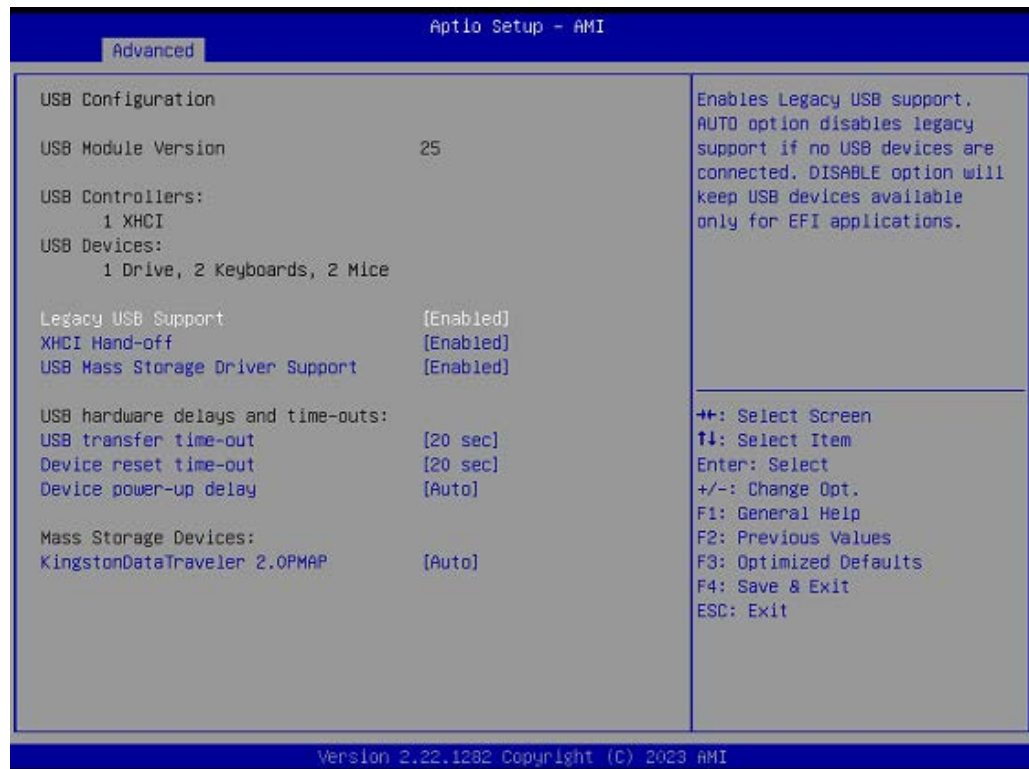 Aptio Setup – AMI
Advanced
USB Configuration
USB Module Version 25
USB Controllers:
1 XHCI
USB Devices:
1 Drive, 2 Keyboards, 2 Mice
Legacy USB Support [Enabled]
XHCI Hand-off [Enabled]
USB Mass Storage Driver Support [Enabled]
USB hardware delays and time-outs:
USB transfer time-out [20 sec]
Device reset time-out [20 sec]
Device power-up delay [Auto]
Mass Storage Devices:
KingstonDataTraveler 2.0PMAP [Auto]
Enables Legacy USB support.
AUTO option disables legacy
support if no USB devices are
connected. DISABLE option will
keep USB devices available
only for EFI applications.
→←: Select Screen
↑↓: Select Item
Enter: Select
+/-: Change Opt.
F1: General Help
F2: Previous Values
F3: Optimized Defaults
F4: Save & Exit
ESC: Exit
Version 2.22.1282 Copyright (C) 2023 AMI